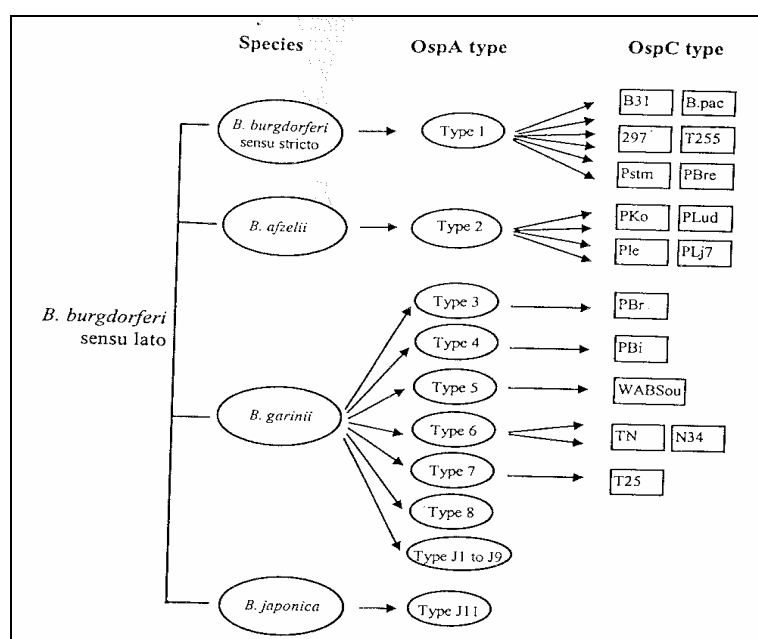 Species OspA type OspC type
B31 B.pac
B. burgdorferi
sensu stricto
Type 1
297 T255
Pstm PBre
B. afzelii
Type 2
PKo PLud
Ple PLj7
B. burgdorferi
sensu lato
B. garinii
Type 3 PBr
Type 4 PBi
Type 5 WABSou
Type 6 TN N34
Type 7 T25
Type 8
Type J1 to J9
B. japonica Type J11